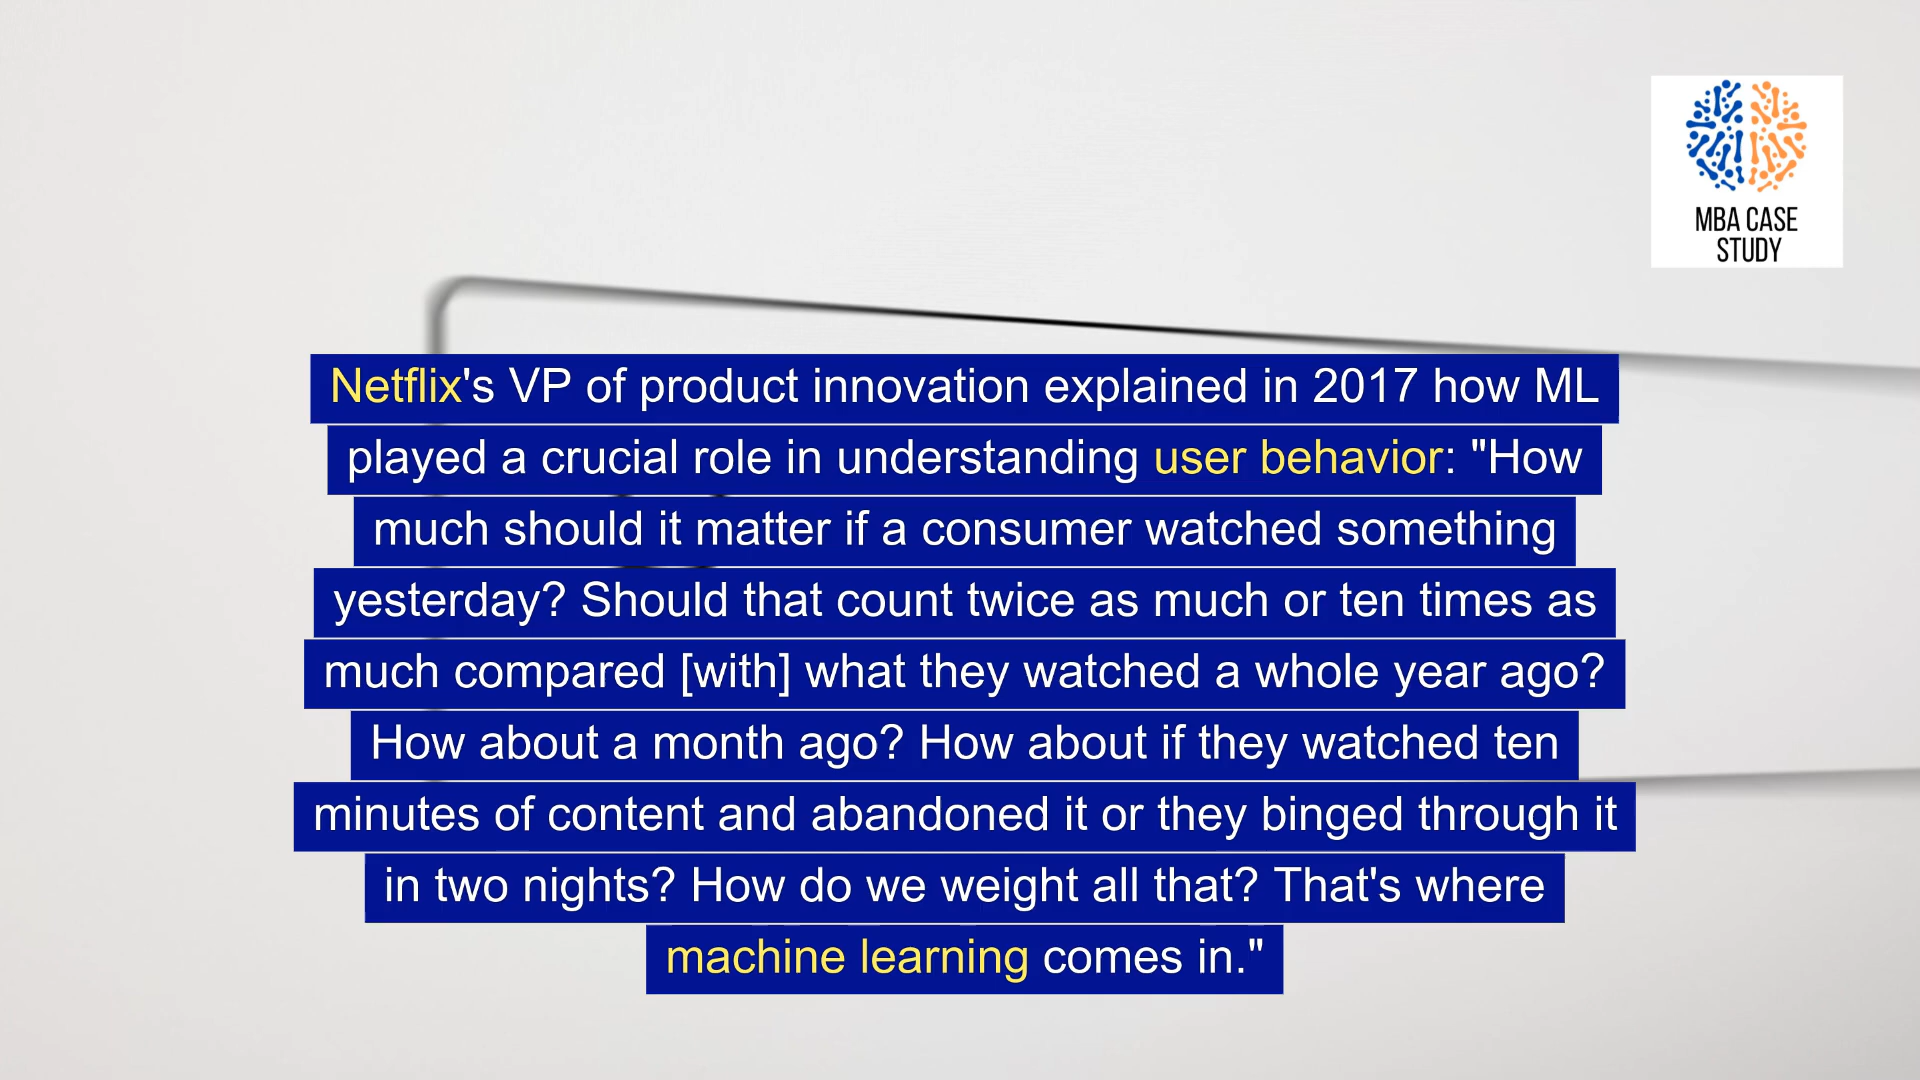 MBA CASE
STUDY
Netflix's VP of product innovation explained in 2017 how ML
played a crucial role in understanding user behavior: "How
much should it matter if a consumer watched something
yesterday? Should that count twice as much or ten times as
much compared [with] what they watched a whole year ago?
How about a month ago? How about if they watched ten
minutes of content and abandoned it or they binged through it
in two nights? How do we weight all that? That's where
machine learning comes in."